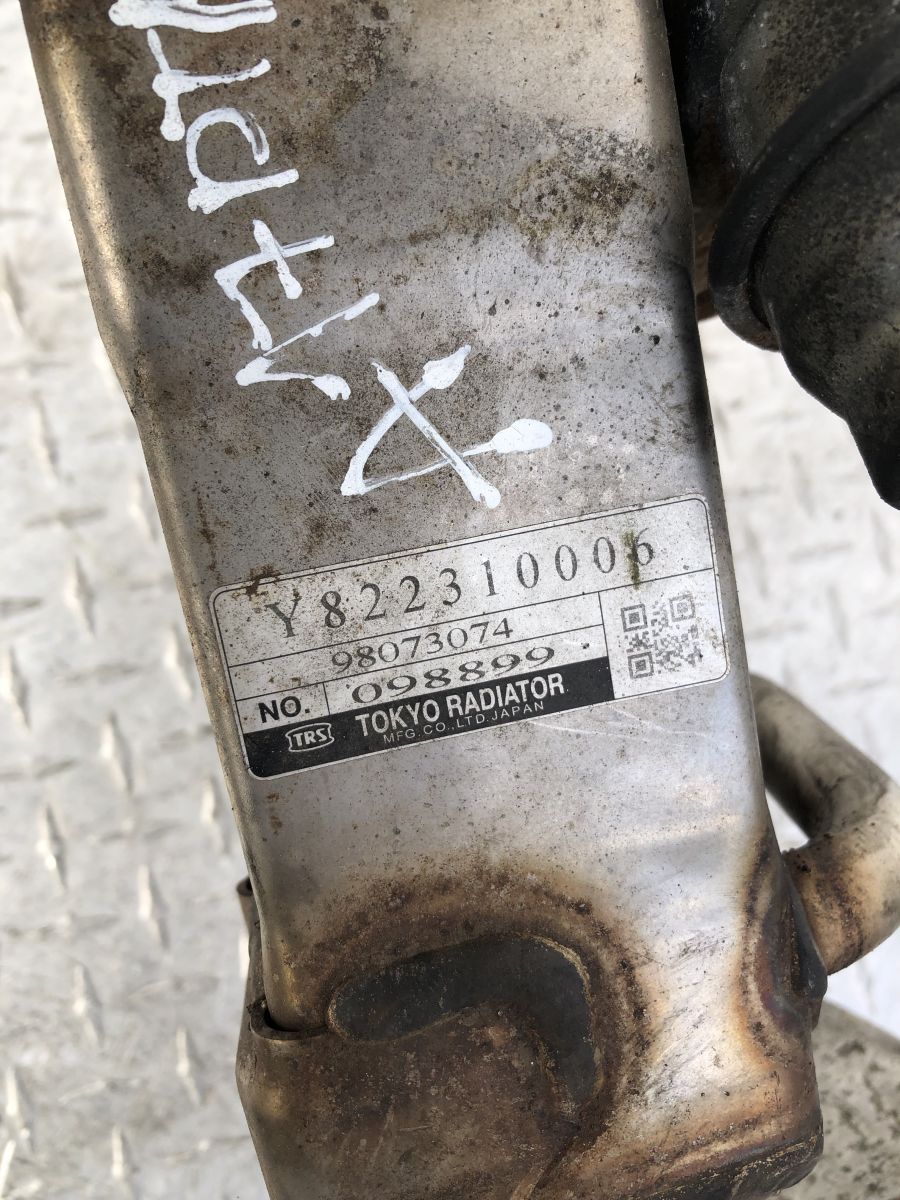 Y822310006
98073074
NO. 098899
TRS TOKYO RADIATOR
MFG.CO.,LTD.JAPAN